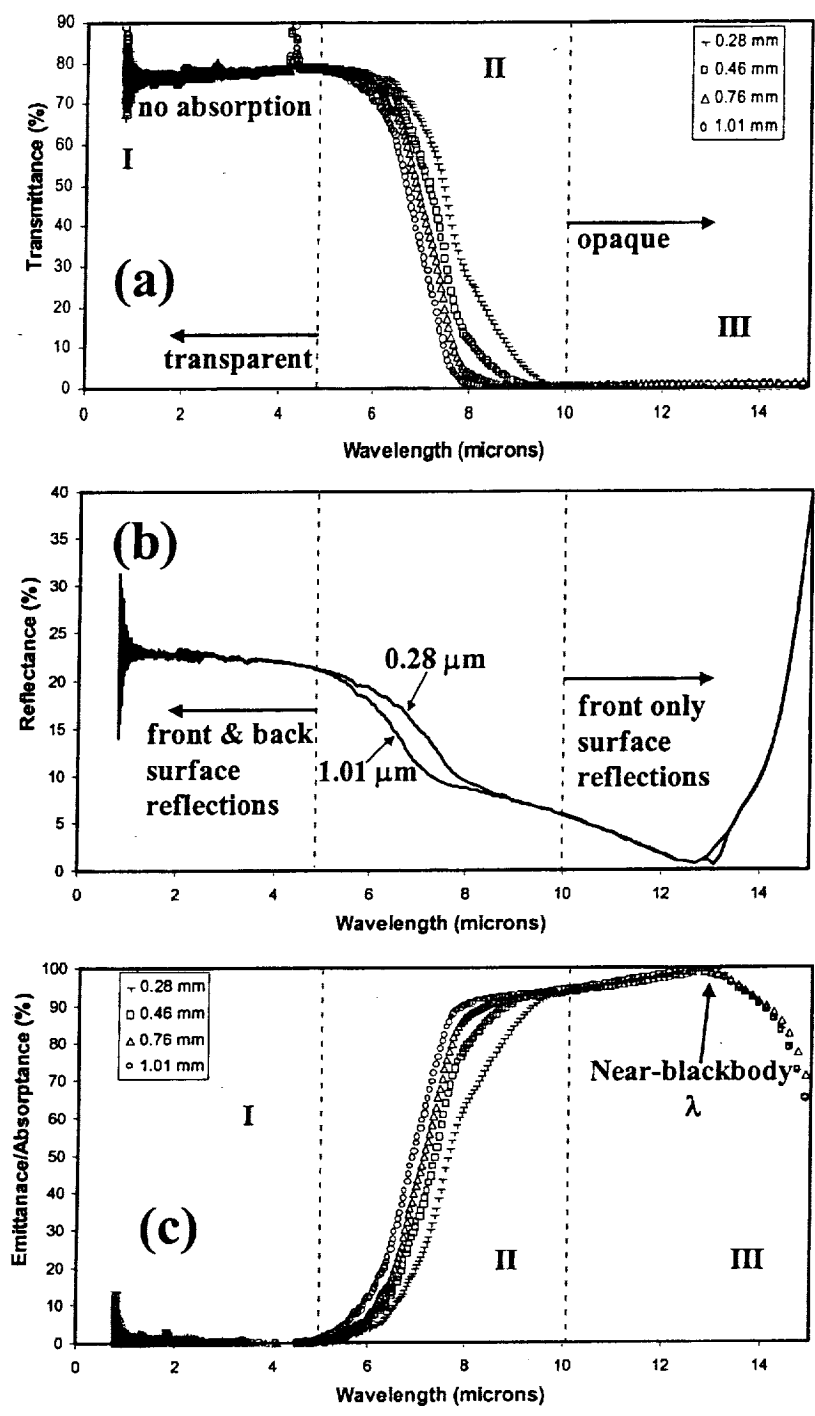 90
80
70
60
50
40
30
20
10
0
Transmittance (%)
no absorption
I
II
III
(a)
transparent
opaque
┬ 0.28 mm
□ 0.46 mm
△ 0.76 mm
○ 1.01 mm
0 2 4 6 8 10 12 14
Wavelength (microns)
40
35
30
25
20
15
10
5
0
Reflectance (%)
(b)
0.28 μm
1.01 μm
front & back
surface
reflections
front only
surface
reflections
0 2 4 6 8 10 12 14
Wavelength (microns)
100
90
80
70
60
50
40
30
20
10
0
Emittanace/Absorptance (%)
┬ 0.28 mm
□ 0.46 mm
△ 0.76 mm
○ 1.01 mm
I
(c)
II
III
Near-blackbody
λ
0 2 4 6 8 10 12 14
Wavelength (microns)